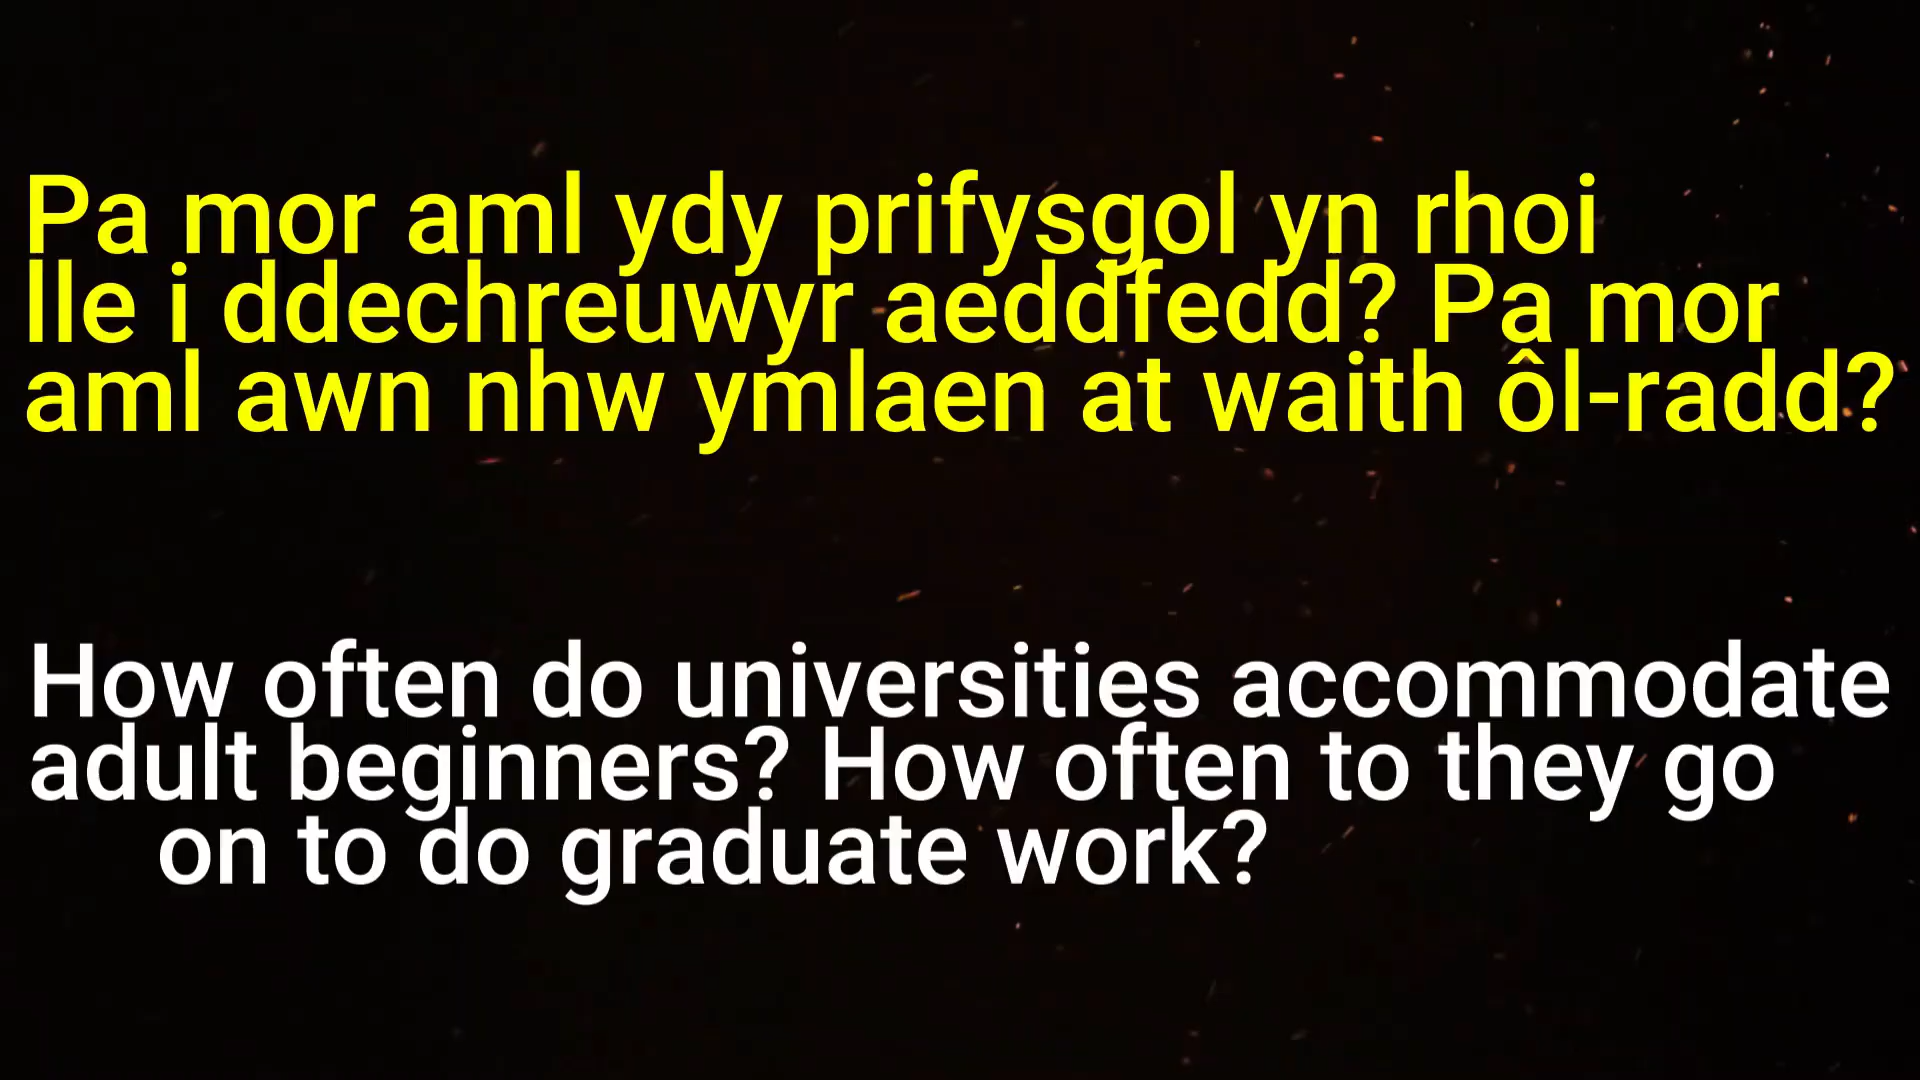 Pa mor aml ydy prifysgol yn rhoi
lle i ddechreuwyr aeddfedd? Pa mor
aml awn nhw ymlaen at waith ôl-radd?
How often do universities accommodate
adult beginners? How often to they go
on to do graduate work?